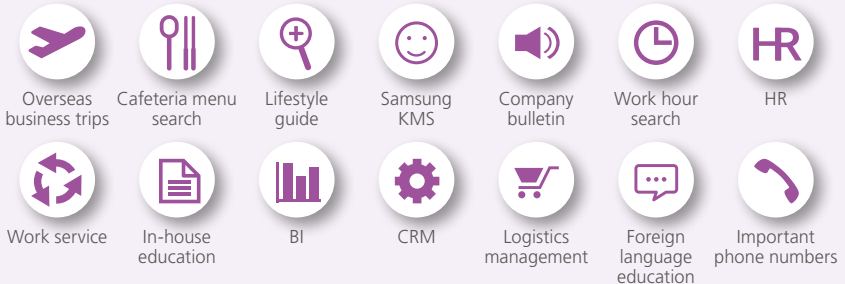 HR
Overseas
business trips
Cafeteria menu
search
Lifestyle
guide
Samsung
KMS
Company
bulletin
Work hour
search
HR
Work service
In-house
education
BI
CRM
Logistics
management
Foreign
language
education
Important
phone numbers